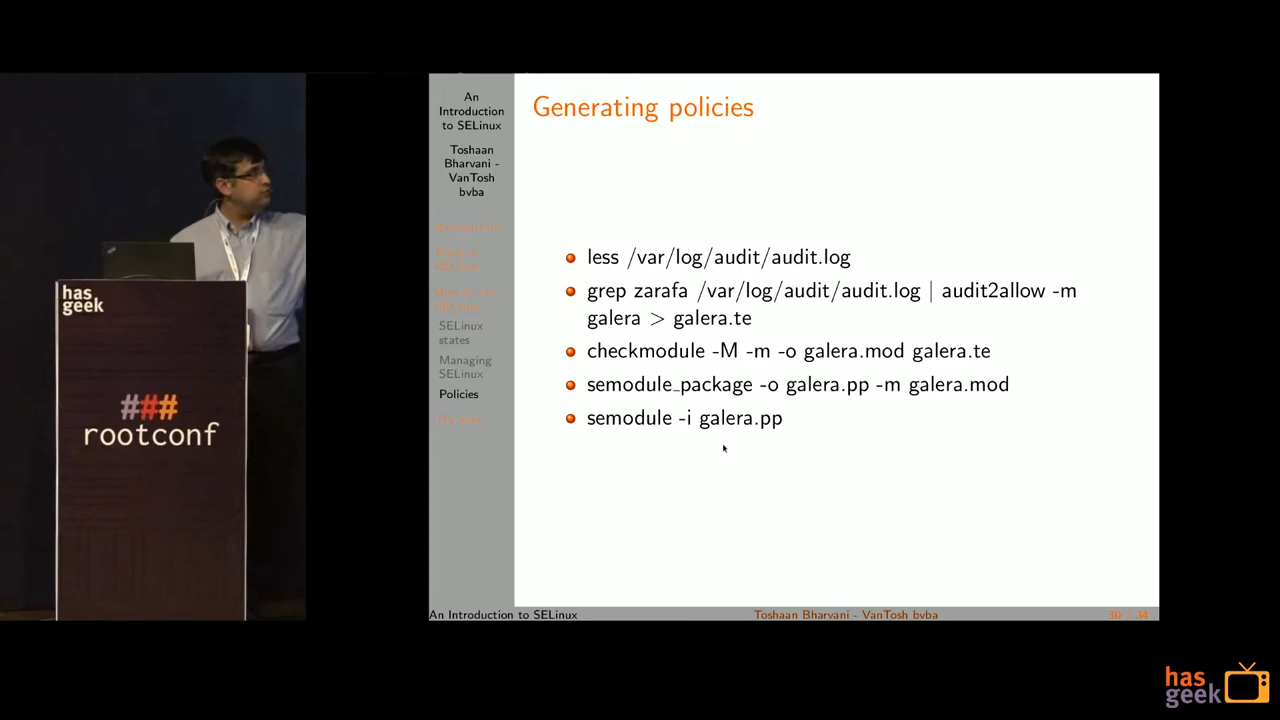 has
geek
###
rootconf
An
Introduction
to SELinux
Toshaan
Bharvani -
VanTosh
bvba
SELinux
states
Managing
SELinux
Policies
Generating policies
less /var/log/audit/audit.log
grep zarafa /var/log/audit/audit.log | audit2allow -m
galera > galera.te
checkmodule -M -m -o galera.mod galera.te
semodule_package -o galera.pp -m galera.mod
semodule -i galera.pp
An Introduction to SELinux
Toshaan Bharvani - VanTosh bvba
30 / 34
has
geek